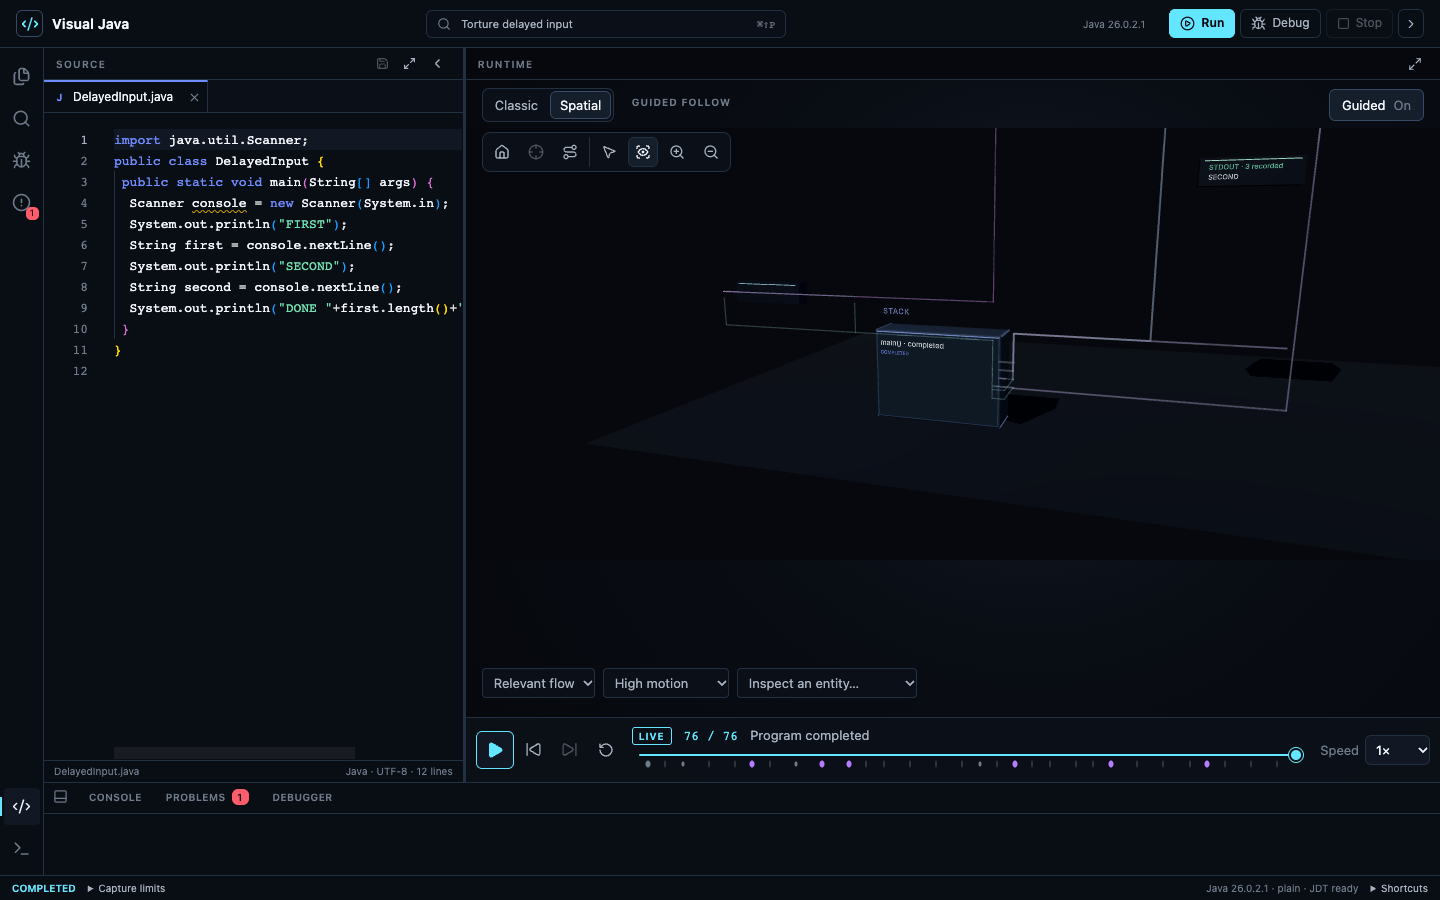 Visual Java
Torture delayed input
⌘⇧P
Java 26.0.2.1
Run
Debug
Stop
SOURCE
RUNTIME
J DelayedInput.java
Classic
Spatial
GUIDED FOLLOW
Guided On
1 import java.util.Scanner;
2 public class DelayedInput {
3 public static void main(String[] args) {
4 Scanner console = new Scanner(System.in);
5 System.out.println("FIRST");
6 String first = console.nextLine();
7 System.out.println("SECOND");
8 String second = console.nextLine();
9 System.out.println("DONE "+first.length()+"
10 }
11 }
12
STDOUT · 3 recorded
SECOND
STACK
main() · completed
COMPLETED
Relevant flow
High motion
Inspect an entity...
LIVE 76 / 76 Program completed
Speed 1×
DelayedInput.java
Java · UTF-8 · 12 lines
1
CONSOLE
PROBLEMS 1
DEBUGGER
COMPLETED
Capture limits
Java 26.0.2.1 · plain · JDT ready
Shortcuts